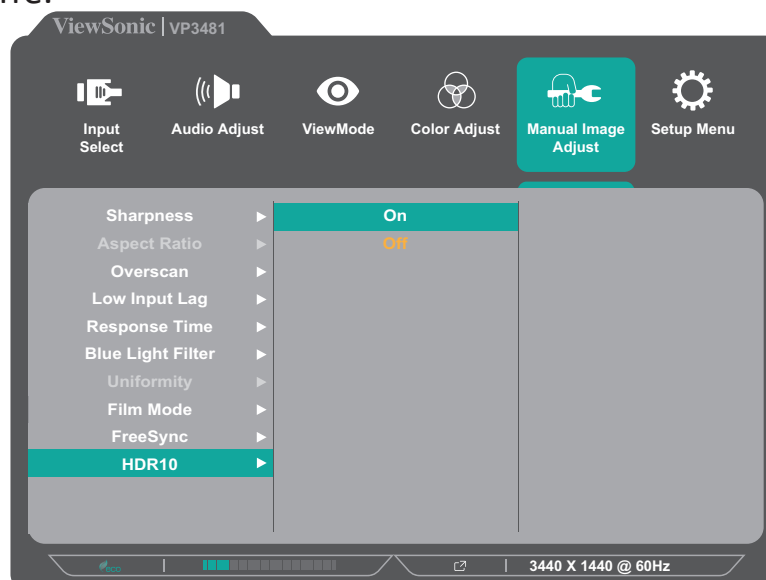 ViewSonic | VP3481
Input Select
Audio Adjust
ViewMode
Color Adjust
Manual Image Adjust
Setup Menu
Sharpness
On
Aspect Ratio
Off
Overscan
Low Input Lag
Response Time
Blue Light Filter
Uniformity
Film Mode
FreeSync
HDR10
eco
3440 X 1440 @ 60Hz